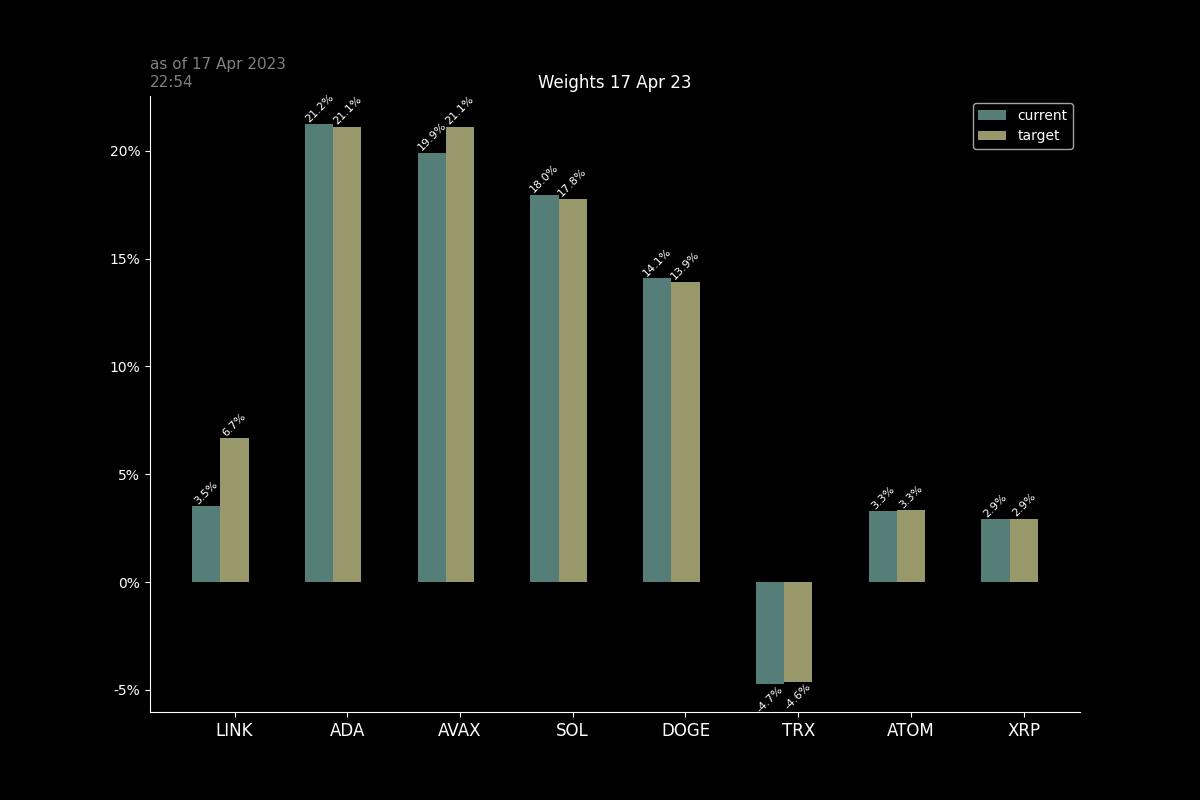 as of 17 Apr 2023
22:54
Weights 17 Apr 23
current
target
21.2%
21.1%
19.9%
21.1%
18.0%
17.8%
14.1%
13.9%
6.7%
3.5%
3.3%
3.3%
2.9%
2.9%
-4.7%
-4.6%
20%
15%
10%
5%
0%
-5%
LINK
ADA
AVAX
SOL
DOGE
TRX
ATOM
XRP